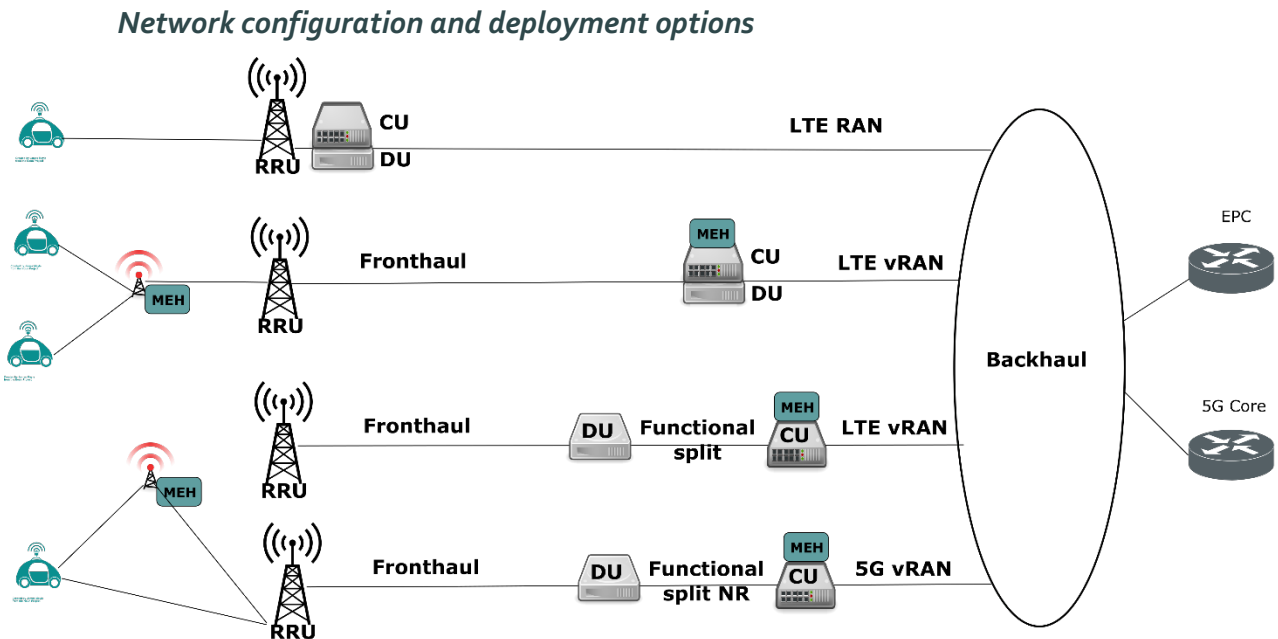 Network configuration and deployment options
CU
DU
RRU
LTE RAN
MEH
Fronthaul
RRU
MEH
CU
DU
LTE vRAN
EPC
Backhaul
5G Core
Fronthaul
RRU
DU
Functional
split
MEH
CU
LTE vRAN
MEH
Fronthaul
RRU
DU
Functional
split NR
MEH
CU
5G vRAN